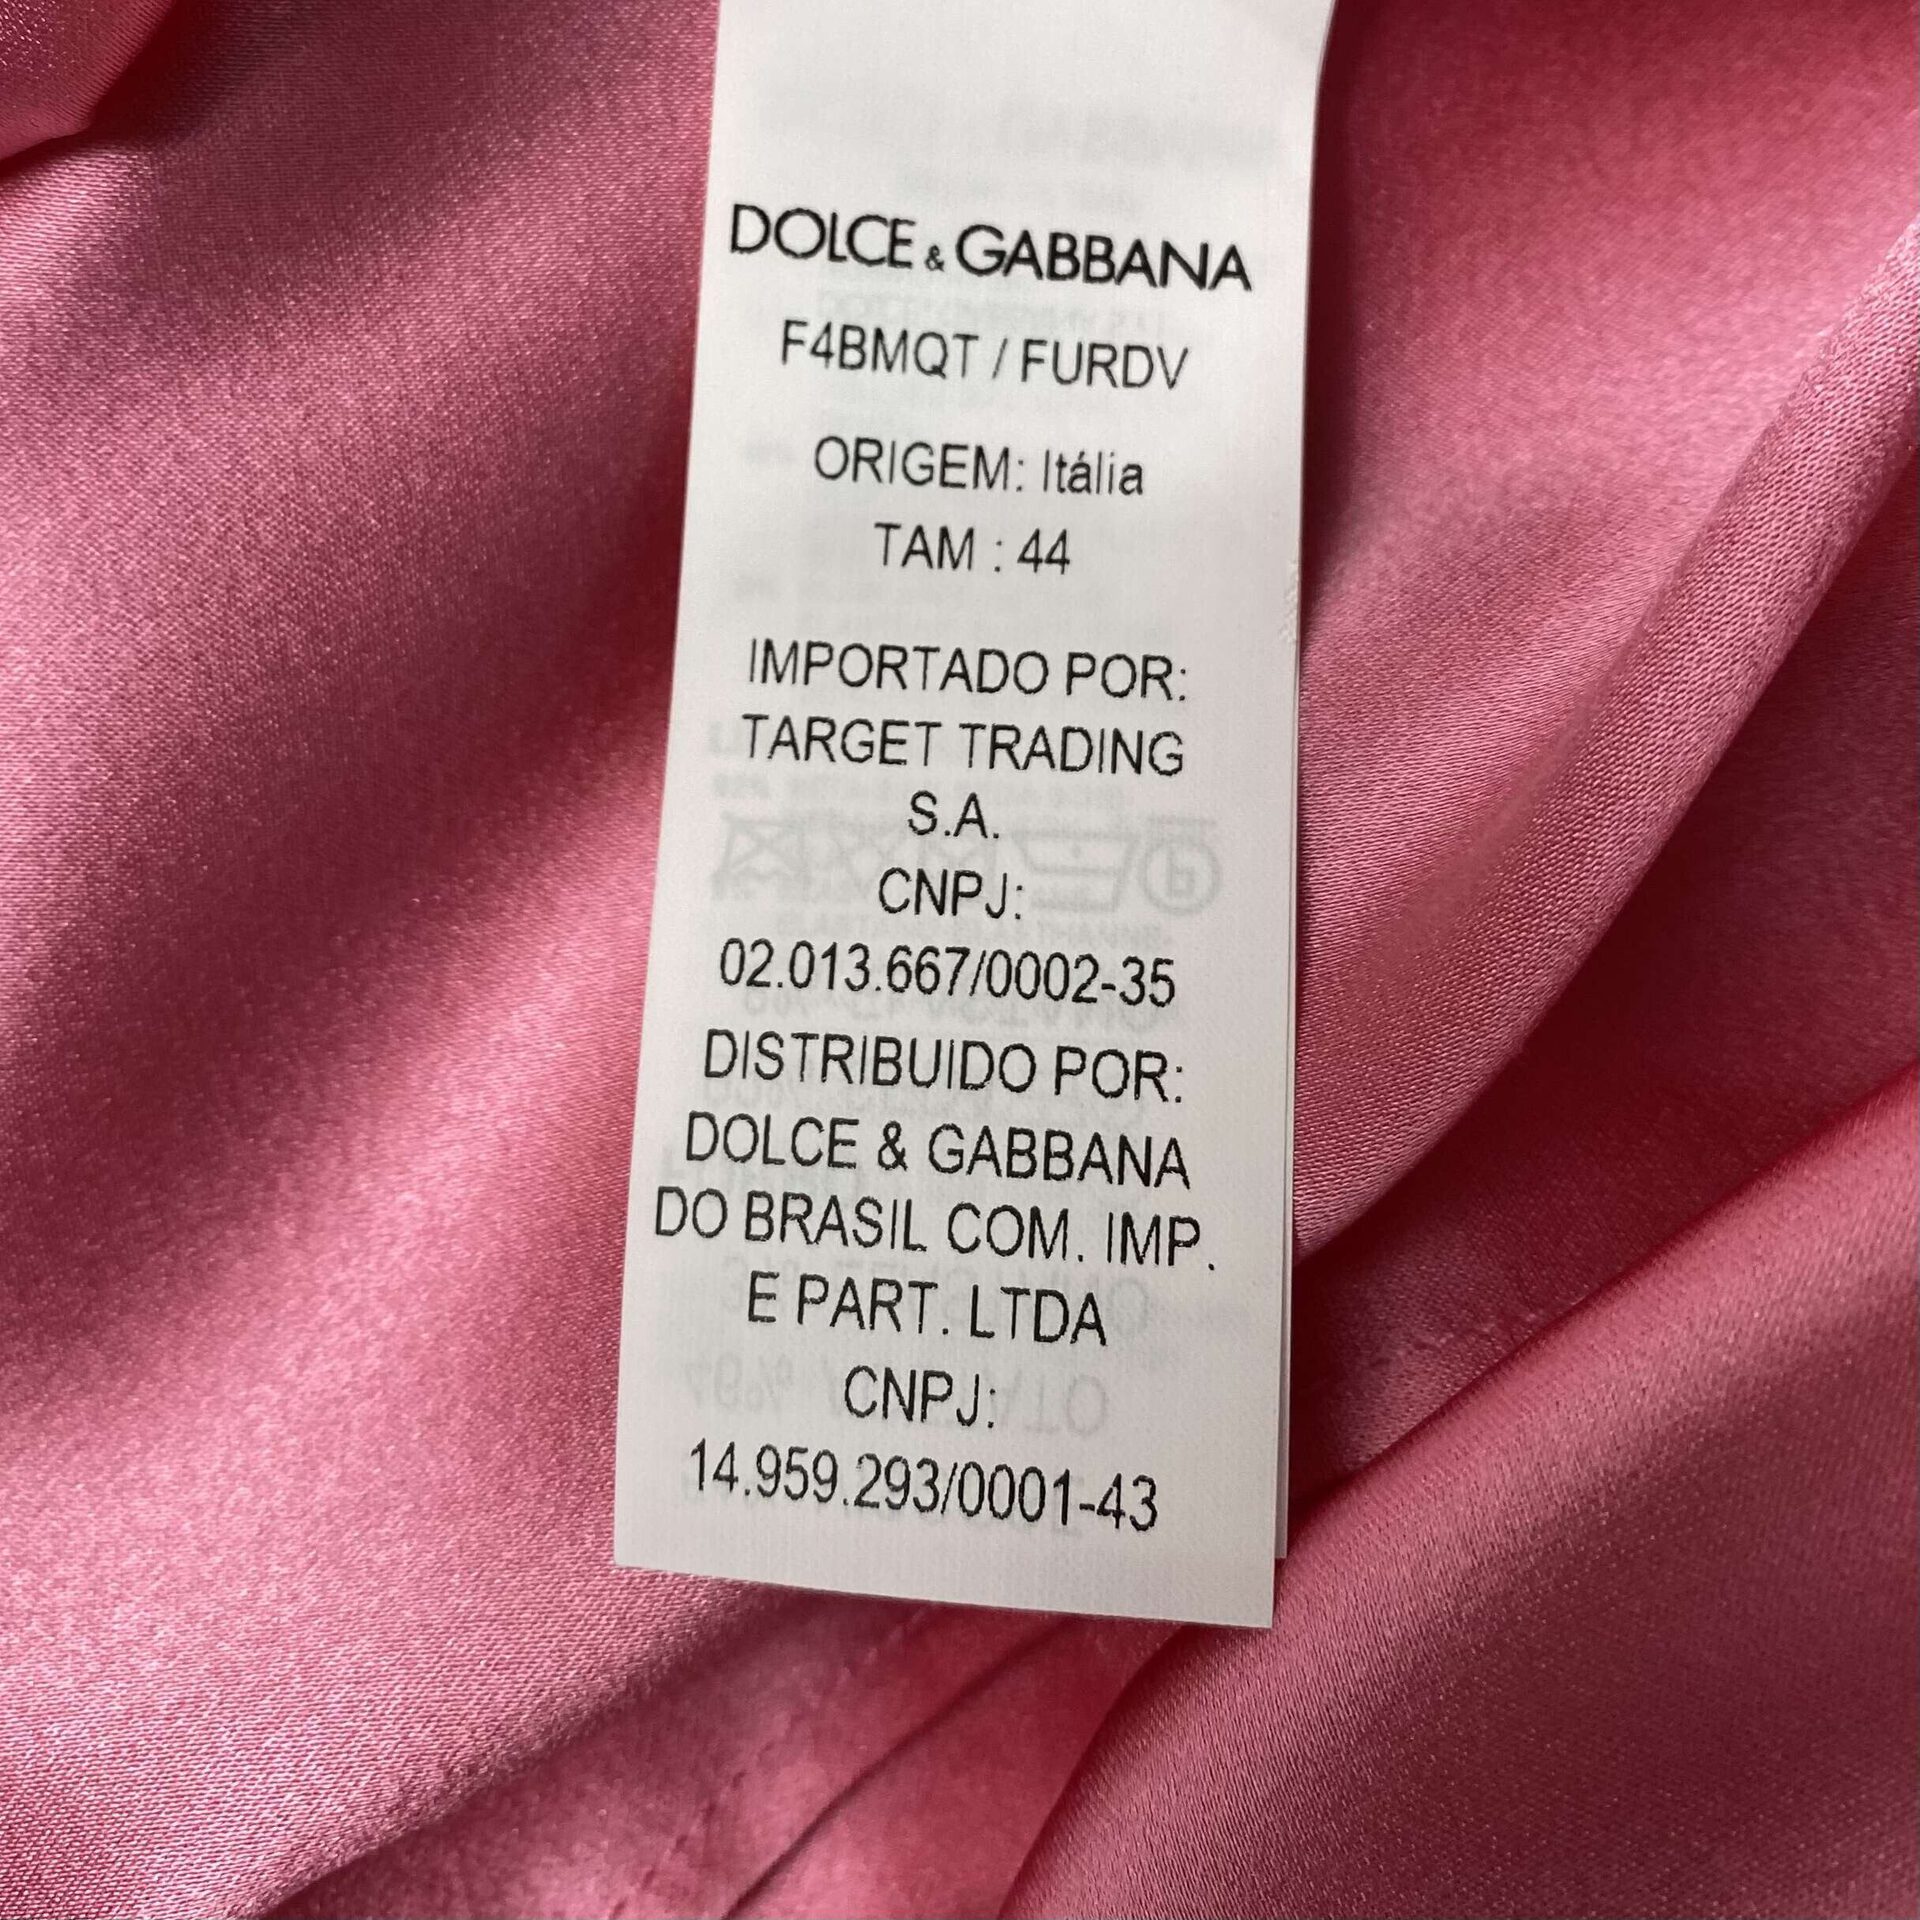 DOLCE & GABBANA
F4BMQT / FURDV
ORIGEM: Itália
TAM : 44
IMPORTADO POR:
TARGET TRADING
S.A.
CNPJ:
02.013.667/0002-35
DISTRIBUIDO POR:
DOLCE & GABBANA
DO BRASIL COM. IMP.
E PART. LTDA
CNPJ:
14.959.293/0001-43